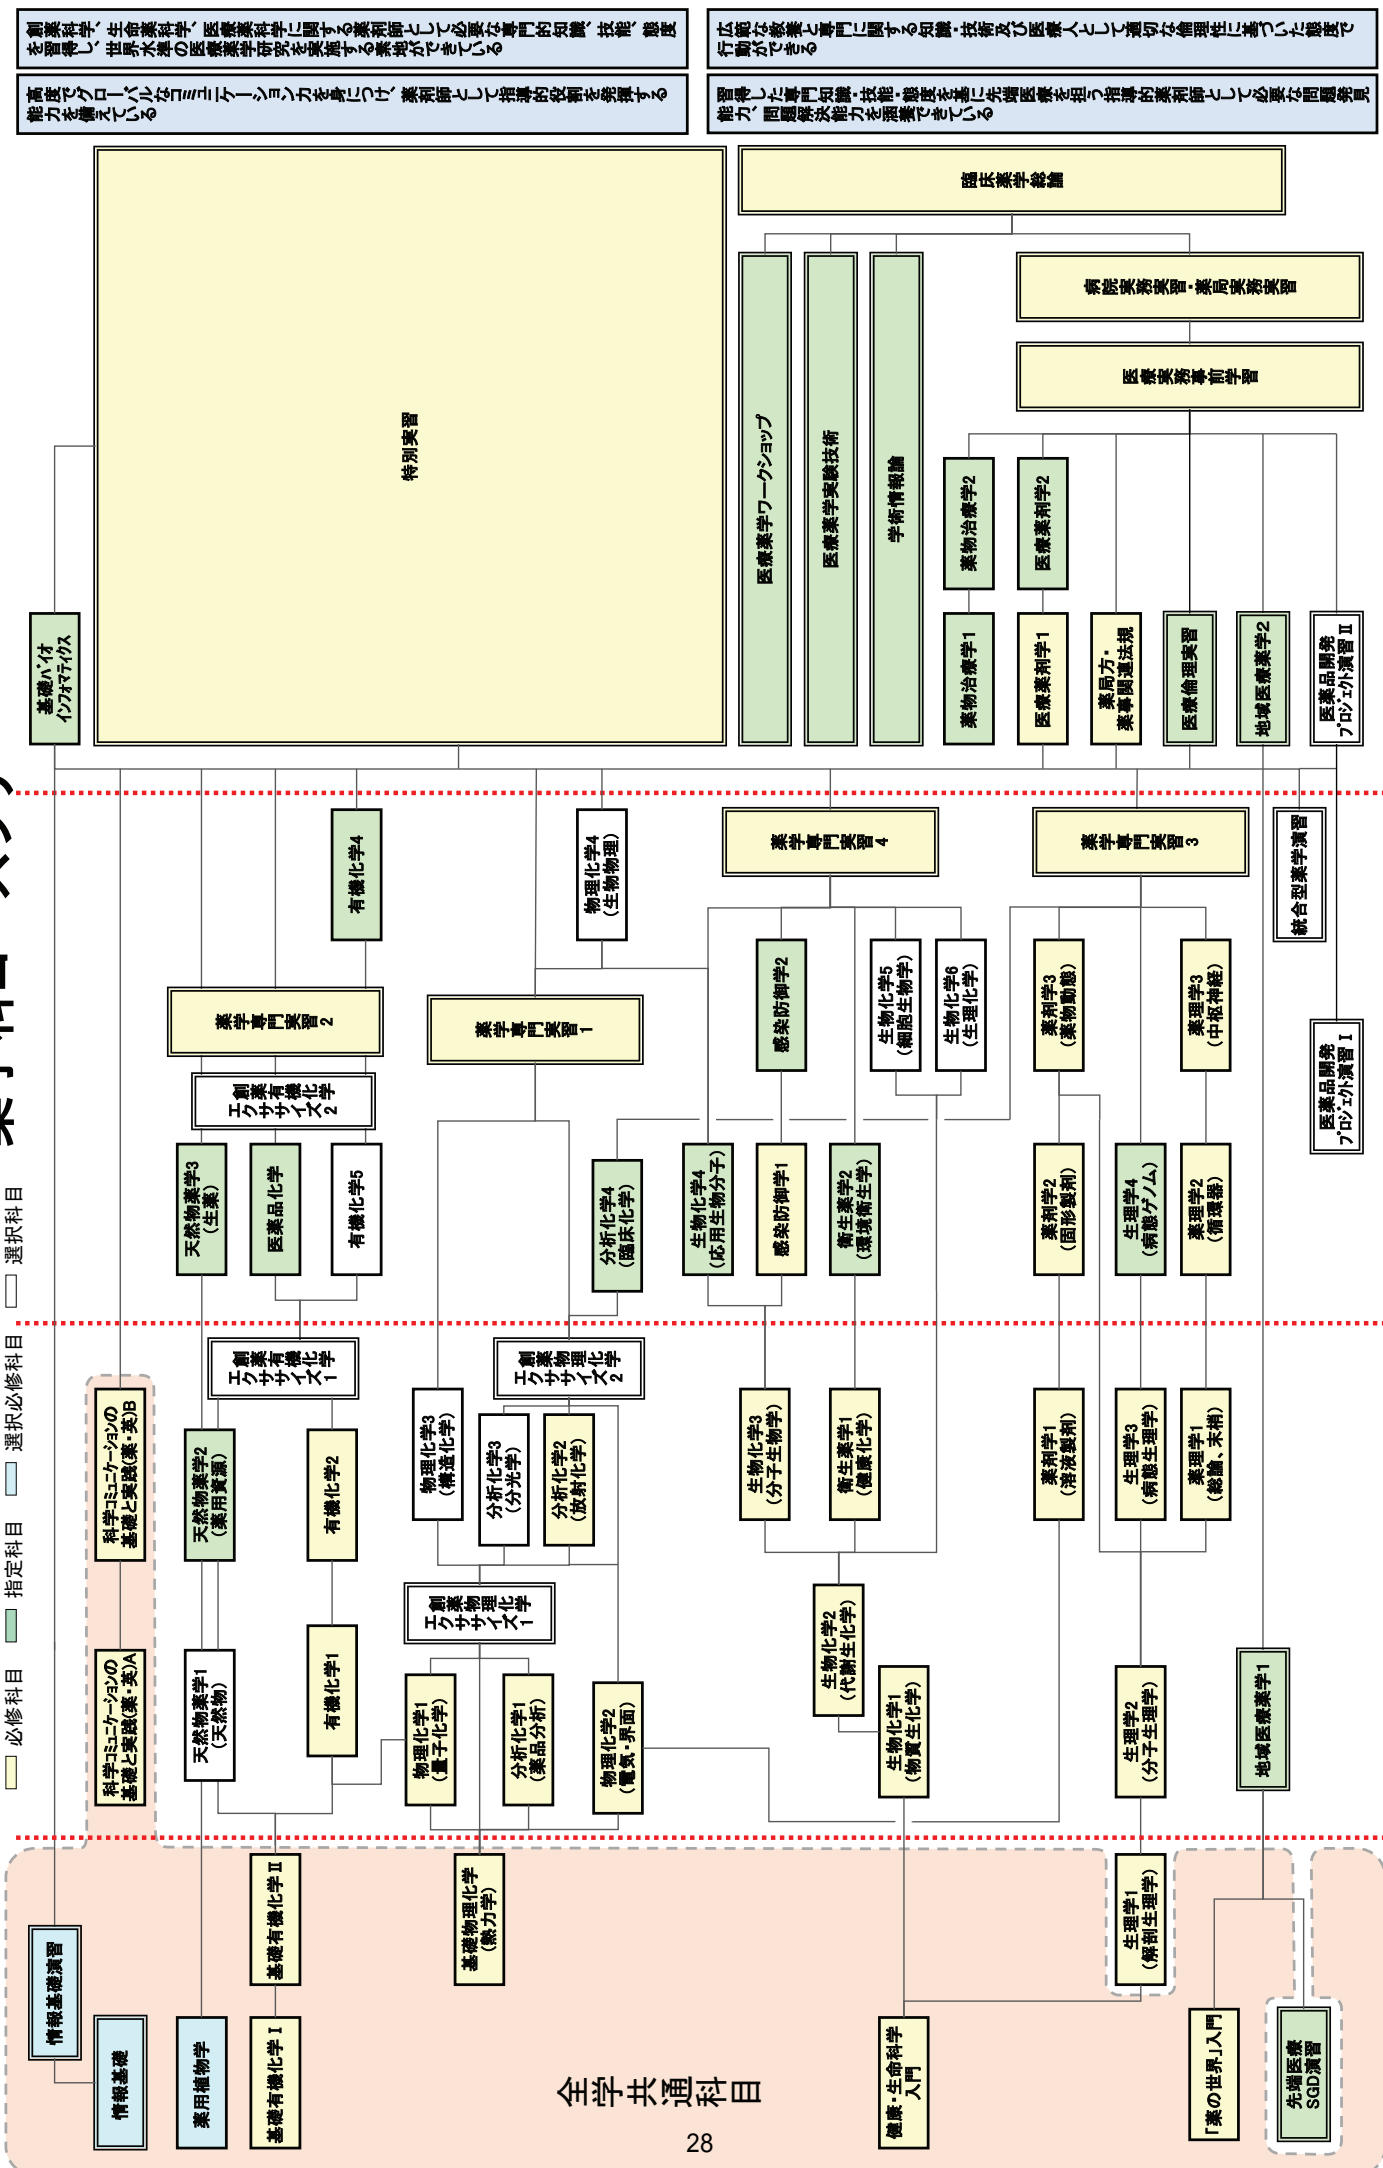 創薬科学、生命薬科学、医療薬科学に関する薬剤師として必要な専門的知識、技能、態度
を習得し、世界水準の医療薬学研究を実施する素地ができている
広範な教養と専門に関する知識・技術及び医療人として適切な倫理性に基づいた態度で
行動ができる
高度でグローバルなコミュニケーション力を身につけ、薬剤師として指導的役割を発揮する
能力を備えている
習得した専門知識・技能・態度を基に先端医療を担う指導的薬剤師として必要な問題発見
能力、問題解決能力を涵養できている
必修科目
指定科目
選択必修科目
選択科目
特別実習
臨床薬学総論
病院実務実習・薬局実務実習
医療実務事前学習
医療薬学ワークショップ
医療薬学実験技術
学術情報論
薬物治療学2
医療薬剤学2
基礎バイオ
インフォマティクス
薬物治療学1
医療薬剤学1
薬局方・
薬事関連法規
医療倫理実習
地域医療薬学2
医薬品開発
プロジェクト演習Ⅱ
有機化学4
物理化学4
(生物物理)
薬学専門実習4
薬学専門実習3
統合型薬学演習
薬学専門実習2
薬学専門実習1
感染防御学2
生物化学5
(細胞生物学)
生物化学6
(生理化学)
薬剤学3
(薬物動態)
薬理学3
(中枢神経)
医薬品開発
プロジェクト演習Ⅰ
創薬有機化学
エクササイズ
2
天然物薬学3
(生薬)
医薬品化学
有機化学5
分析化学4
(臨床化学)
生物化学4
(応用生物分子)
感染防御学1
衛生薬学2
(環境衛生学)
薬剤学2
(固形製剤)
生理学4
(病態ゲノム)
薬理学2
(循環器)
創薬有機化学
エクササイズ
1
創薬物理化学
エクササイズ
2
科学コミュニケーションの
基礎と実践(薬・英)B
天然物薬学2
(薬用資源)
有機化学2
物理化学3
(構造化学)
分析化学3
(分光学)
分析化学2
(放射化学)
生物化学3
(分子生物学)
衛生薬学1
(健康化学)
薬剤学1
(溶液製剤)
生理学3
(病態生理学)
薬理学1
(総論、末梢)
科学コミュニケーションの
基礎と実践(薬・英)A
天然物薬学1
(天然物)
有機化学1
創薬物理化学
エクササイズ
1
物理化学1
(量子化学)
分析化学1
(薬品分析)
物理化学2
(電気・界面)
生物化学2
(代謝生化学)
生物化学1
(物質生化学)
生理学2
(分子生理学)
地域医療薬学1
情報基礎演習
基礎有機化学Ⅱ
基礎物理化学
(熱力学)
生理学1
(解剖生理学)
情報基礎
薬用植物学
基礎有機化学Ⅰ
健康・生命科学
入門
「薬の世界」入門
先端医療
SGD演習
全学共通科目
28